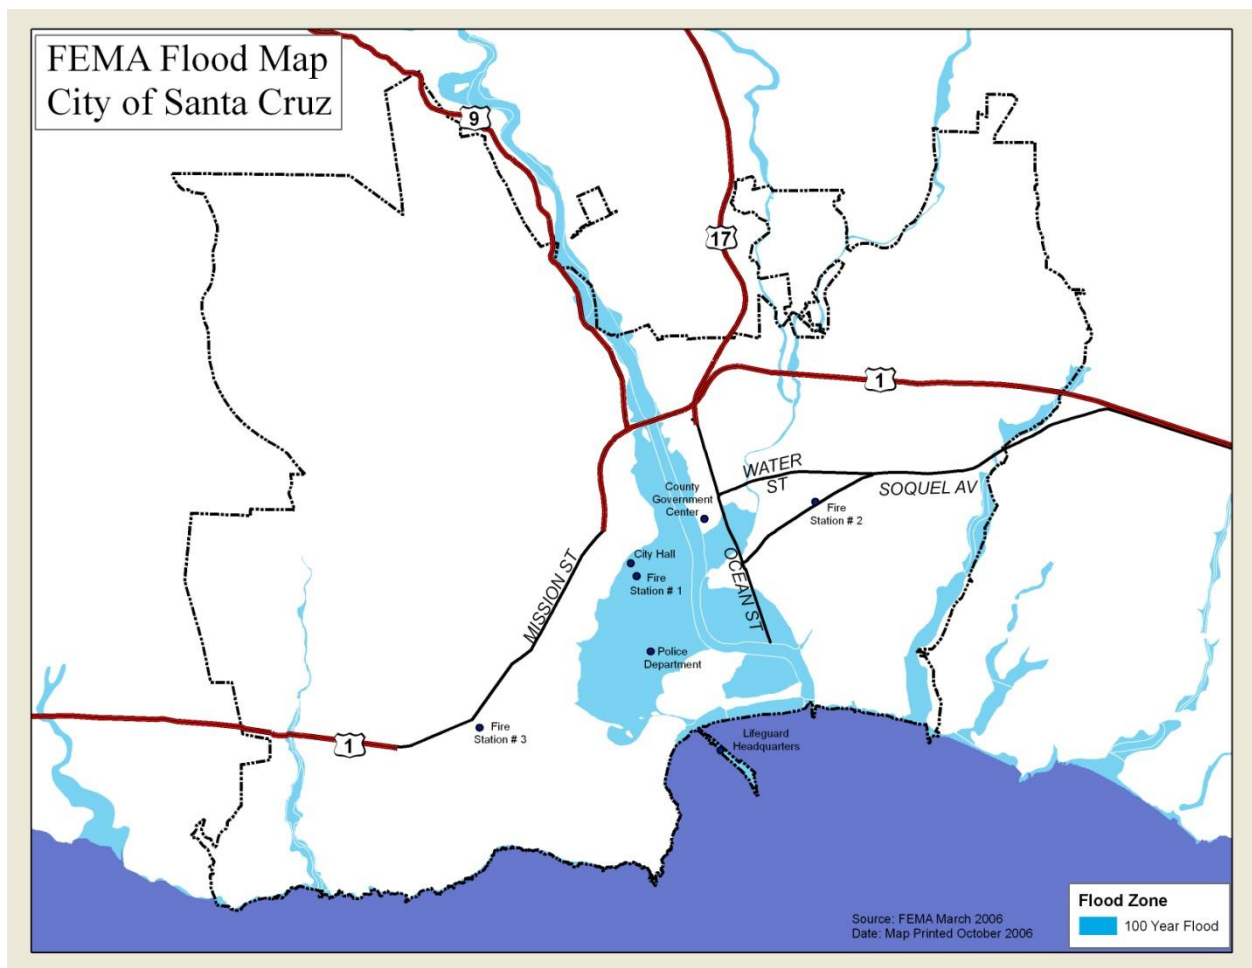 FEMA Flood Map
City of Santa Cruz
9
17
1
WATER
ST
SOQUEL AV
County
Government
Center
Fire
Station # 2
City Hall
Fire
Station # 1
OCEAN ST
MISSION ST
Police
Department
Fire
Station # 3
1
Lifeguard
Headquarters
Source: FEMA March 2006
Date: Map Printed October 2006
Flood Zone
100 Year Flood